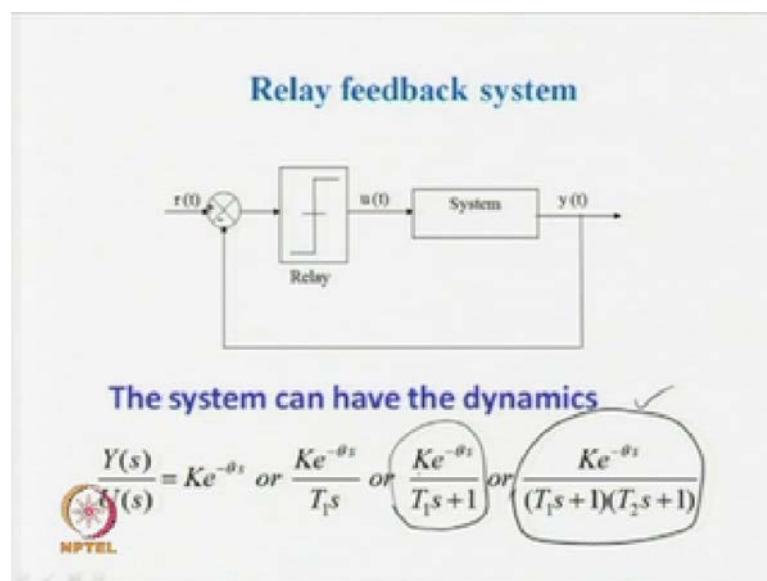 Relay feedback system
r(t) u(t) System y(t)
Relay
The system can have the dynamics
Y(s)/U(s) = Ke^{-θs} or Ke^{-θs}/T₁s or Ke^{-θs}/T₁s+1 or Ke^{-θs}/(T₁s+1)(T₂s+1)
NPTEL